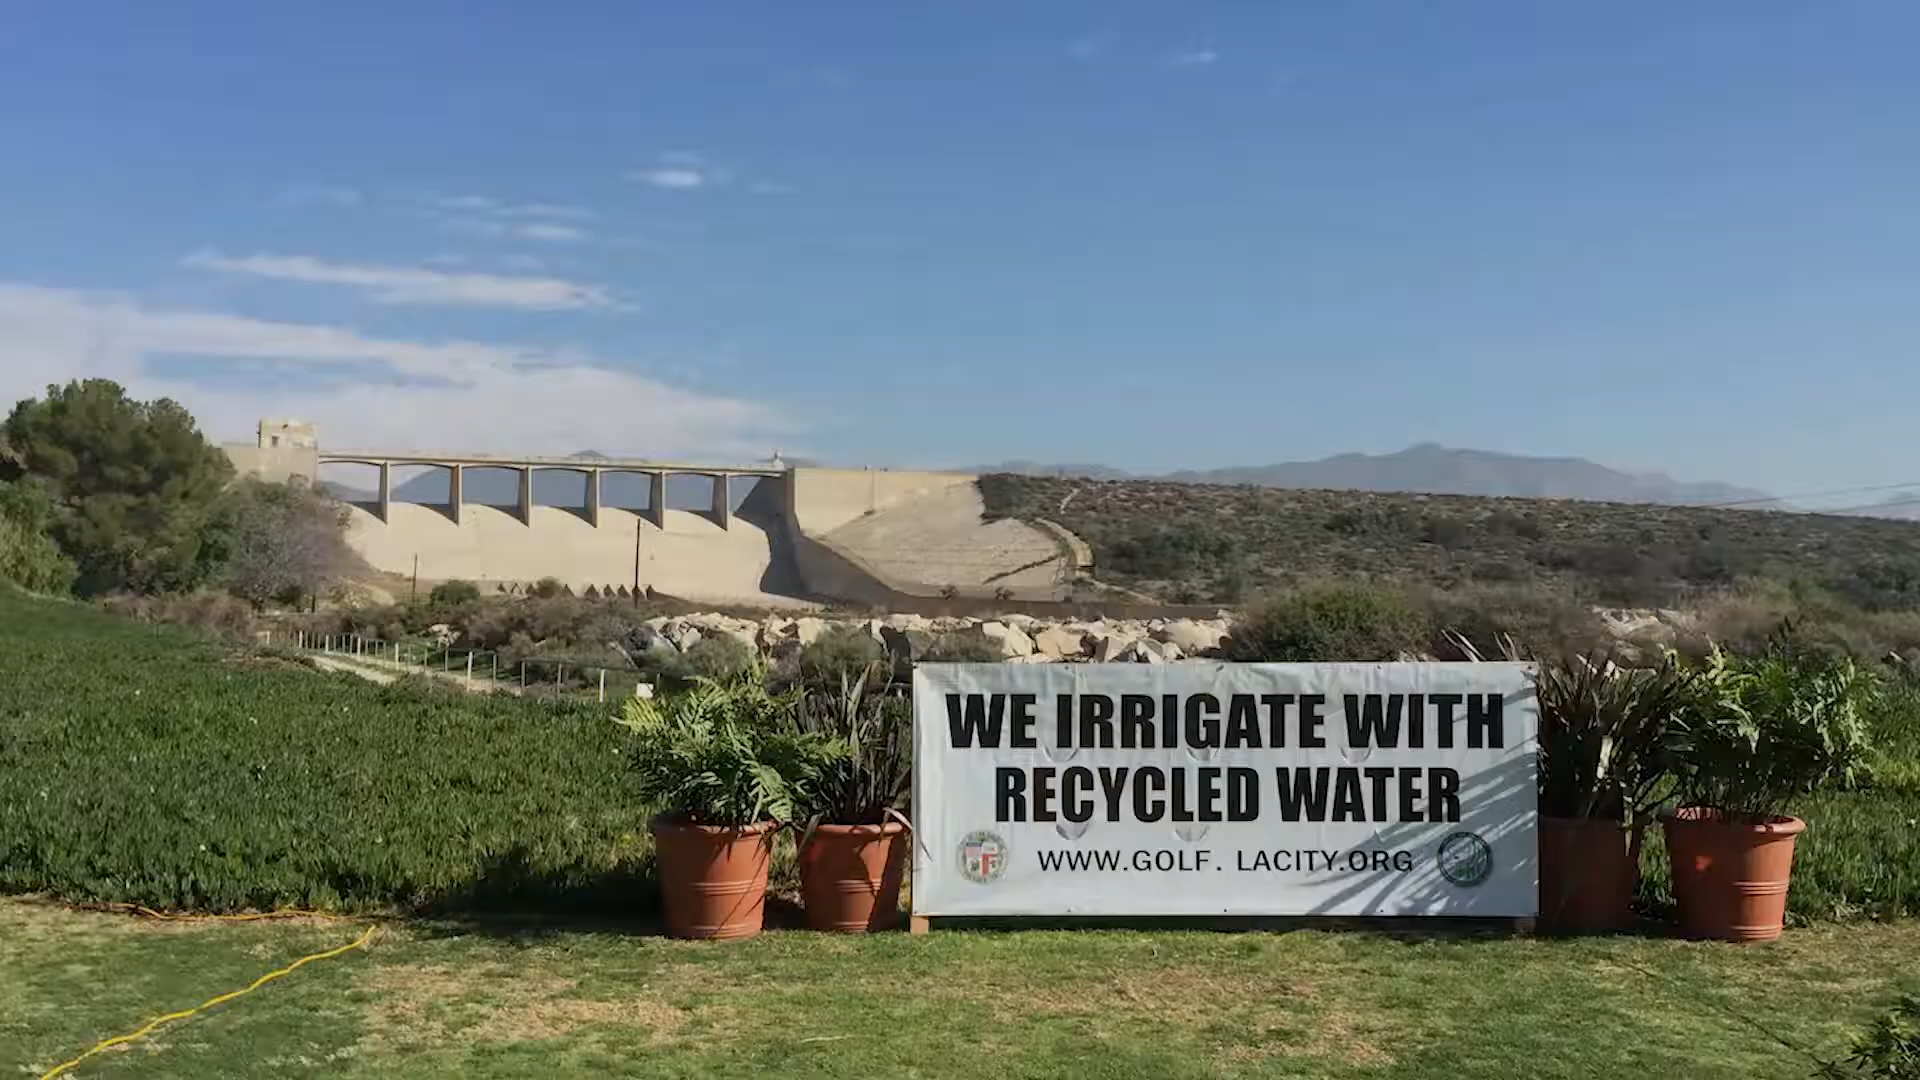 WE IRRIGATE WITH
RECYCLED WATER
WWW.GOLF. LACITY.ORG